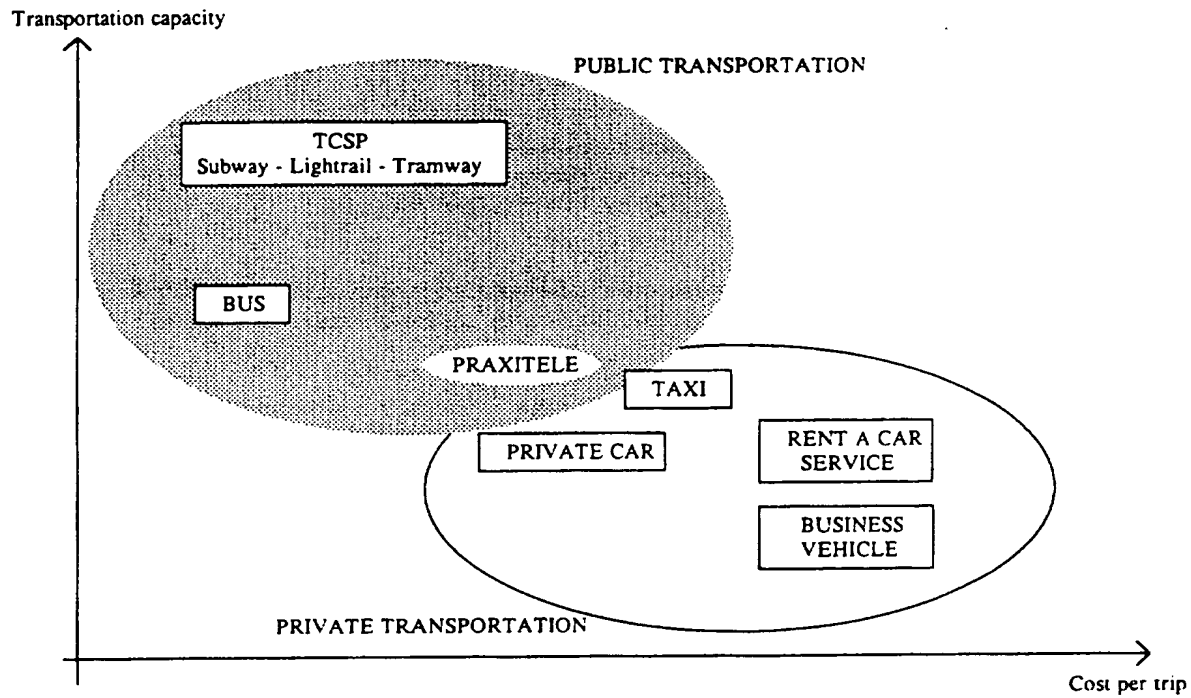 Transportation capacity
PUBLIC TRANSPORTATION
TCSP
Subway - Lightrail - Tramway
BUS
PRAXITELE
TAXI
PRIVATE CAR
RENT A CAR
SERVICE
BUSINESS
VEHICLE
PRIVATE TRANSPORTATION
Cost per trip